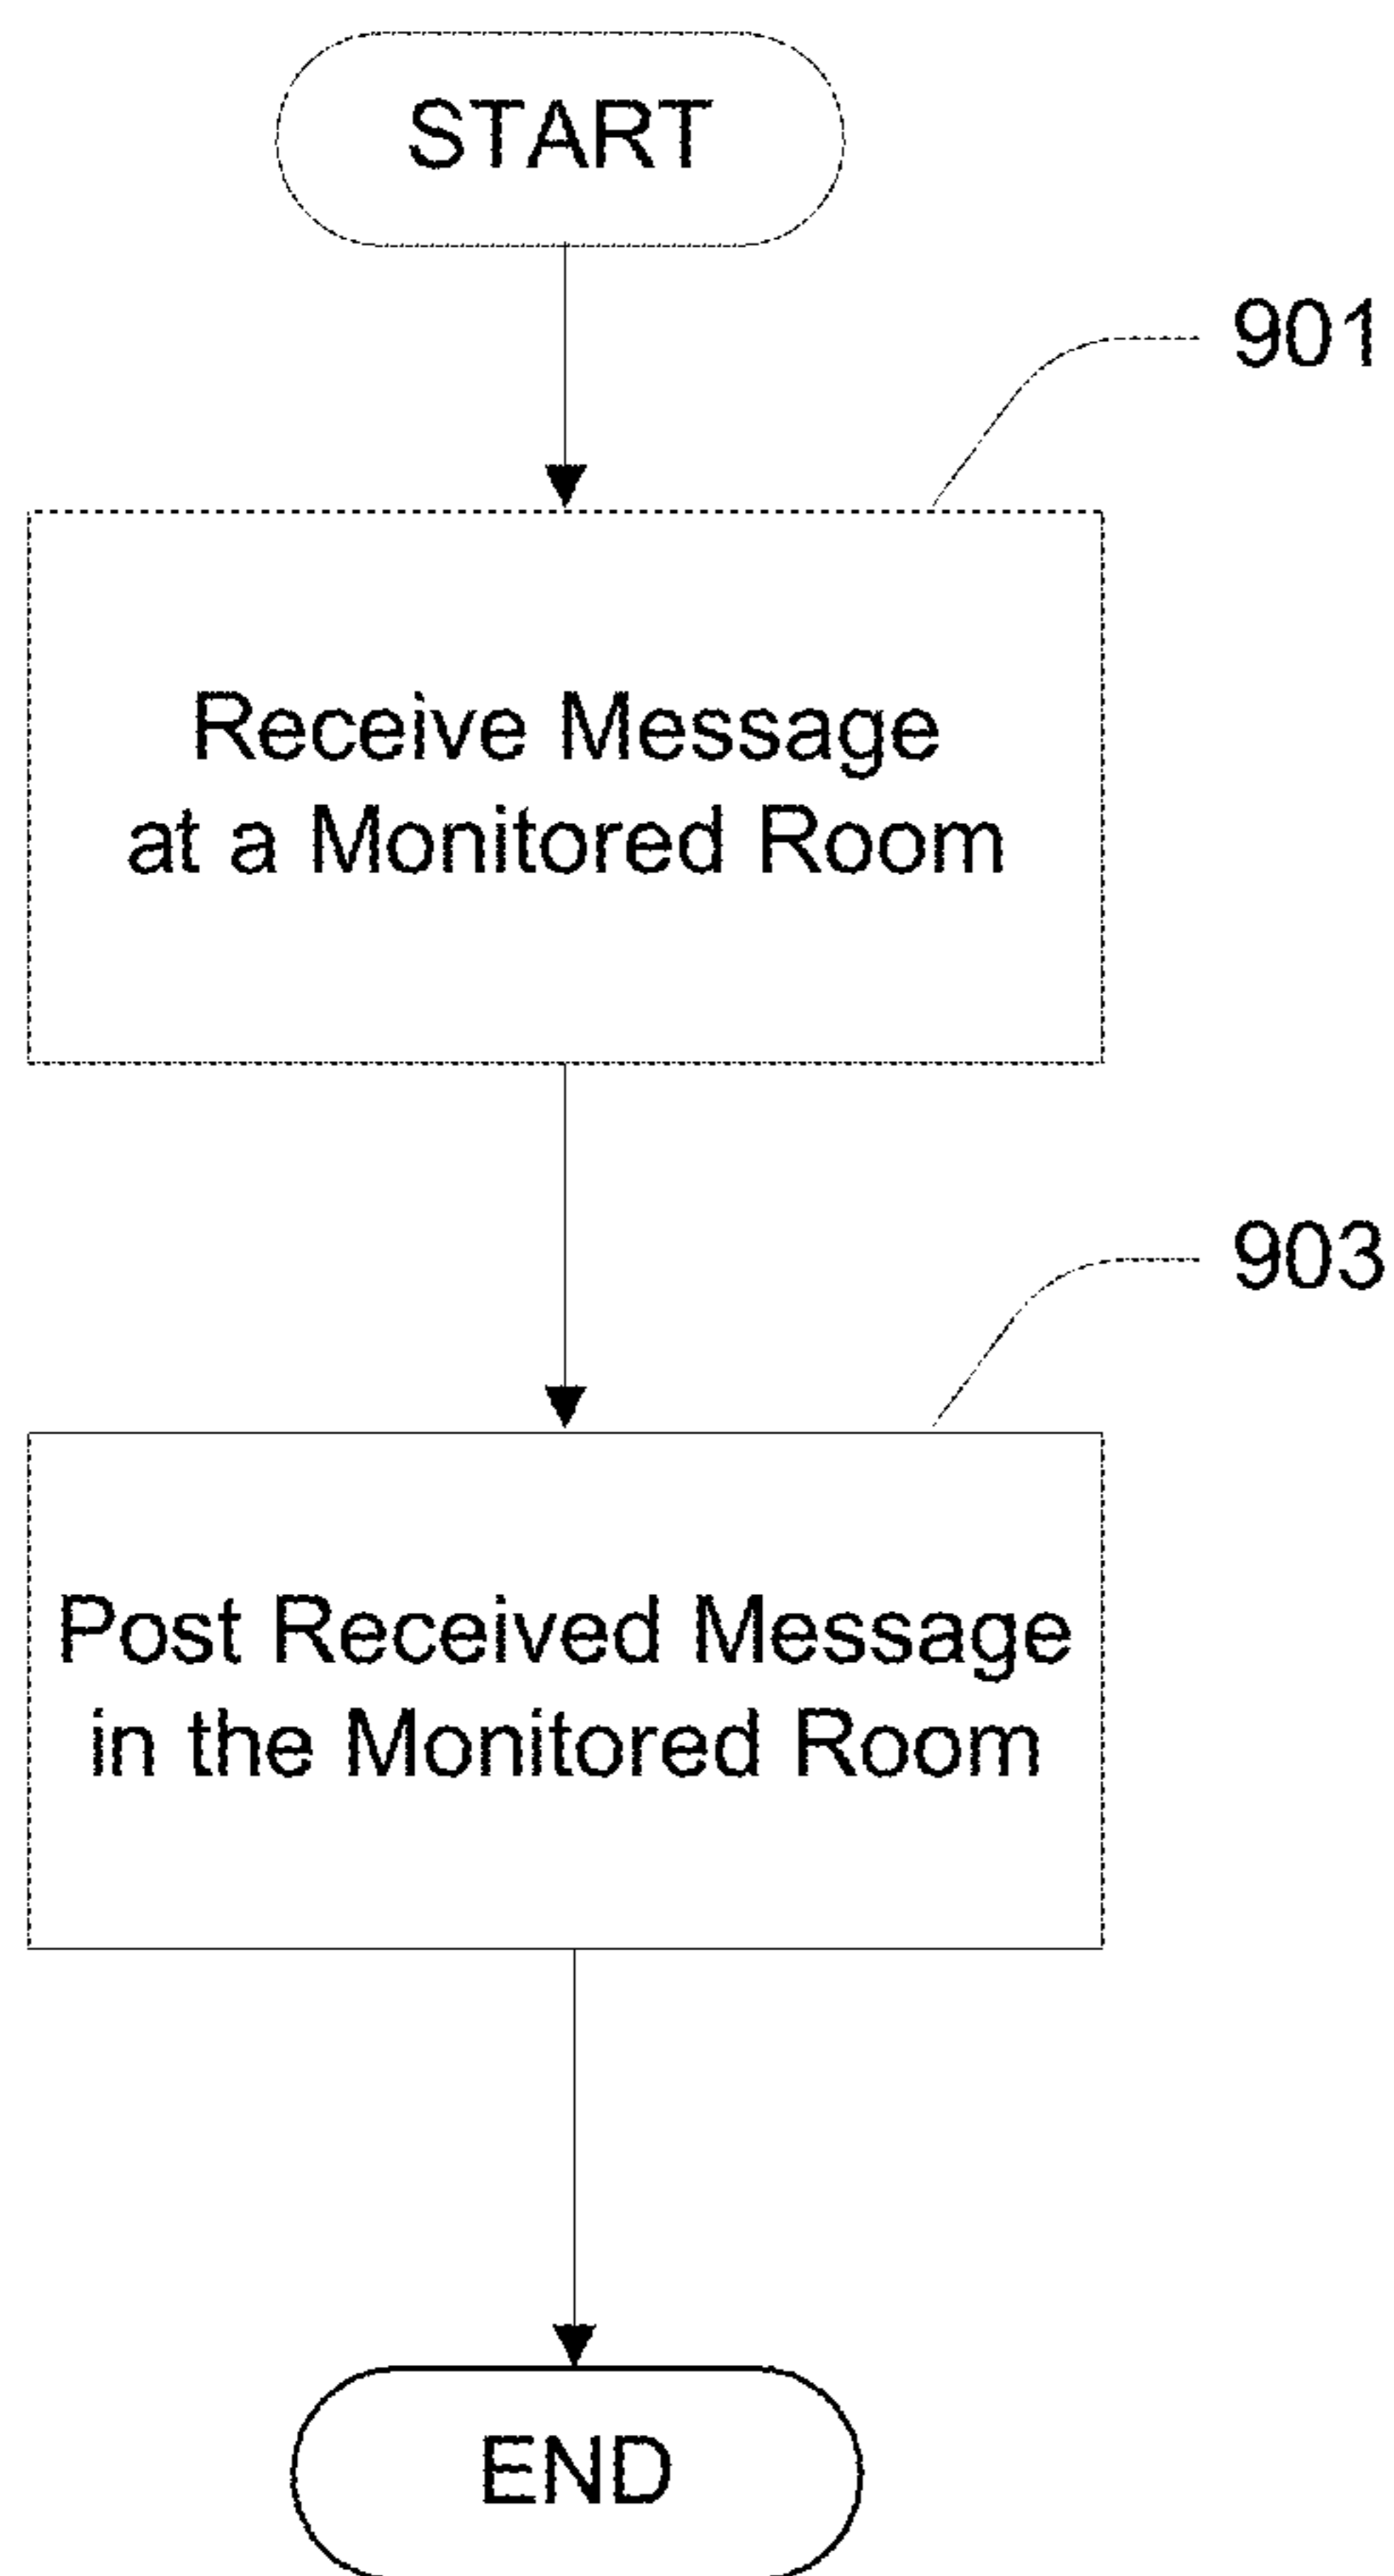 START
901
Receive Message
at a Monitored Room
903
Post Received Message
in the Monitored Room
END